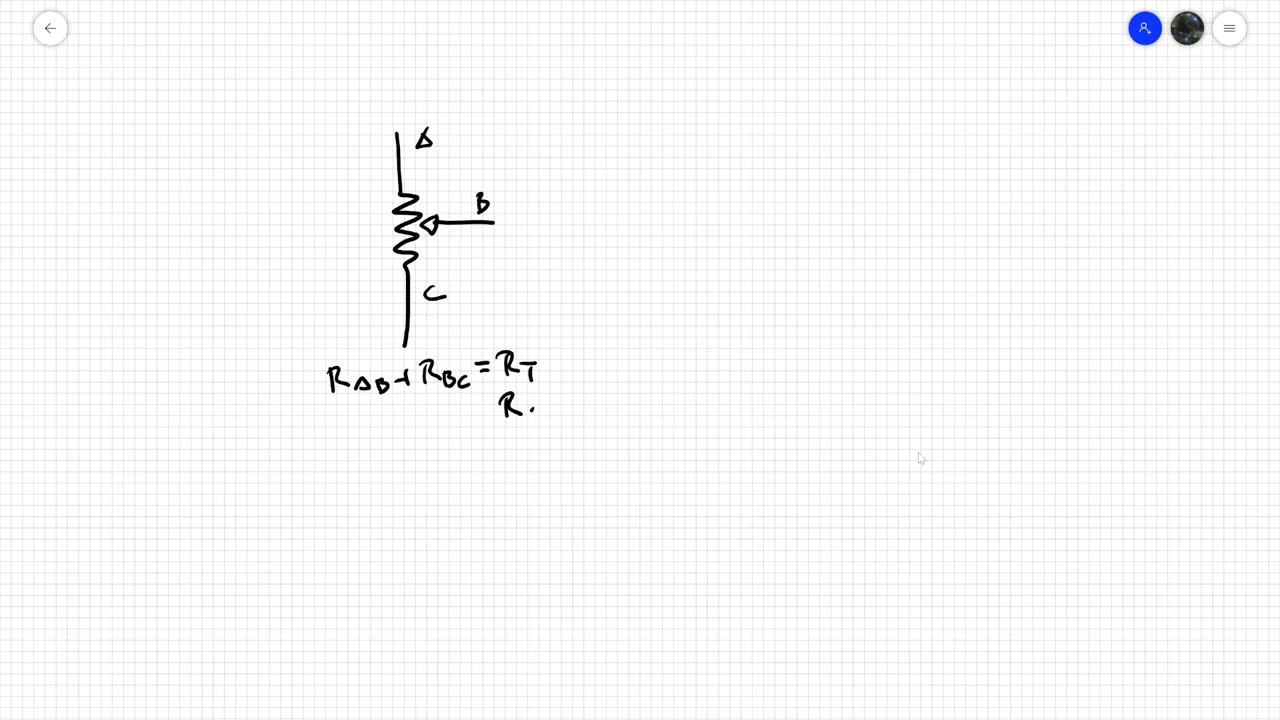 A
B
C
RAB + RBC = RT
R.